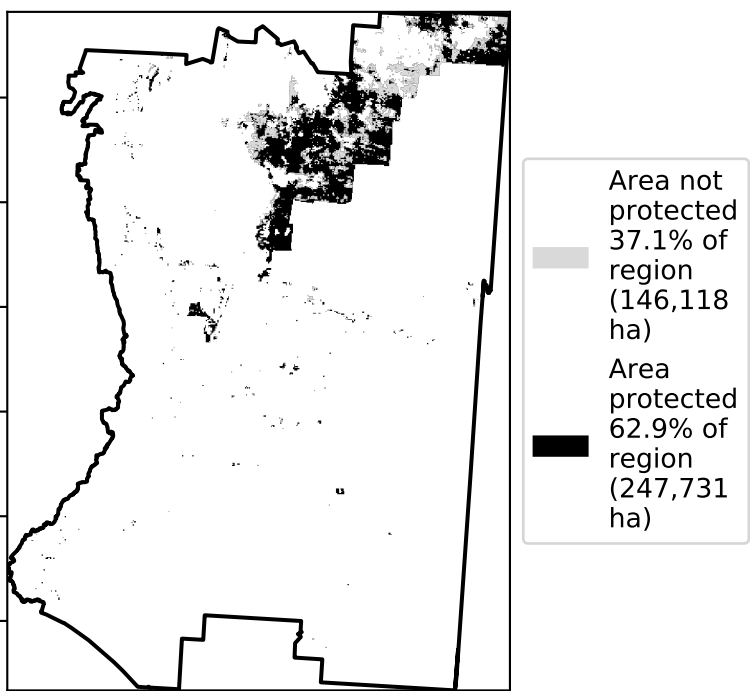 Area not
protected
37.1% of
region
(146,118
ha)
Area
protected
62.9% of
region
(247,731
ha)